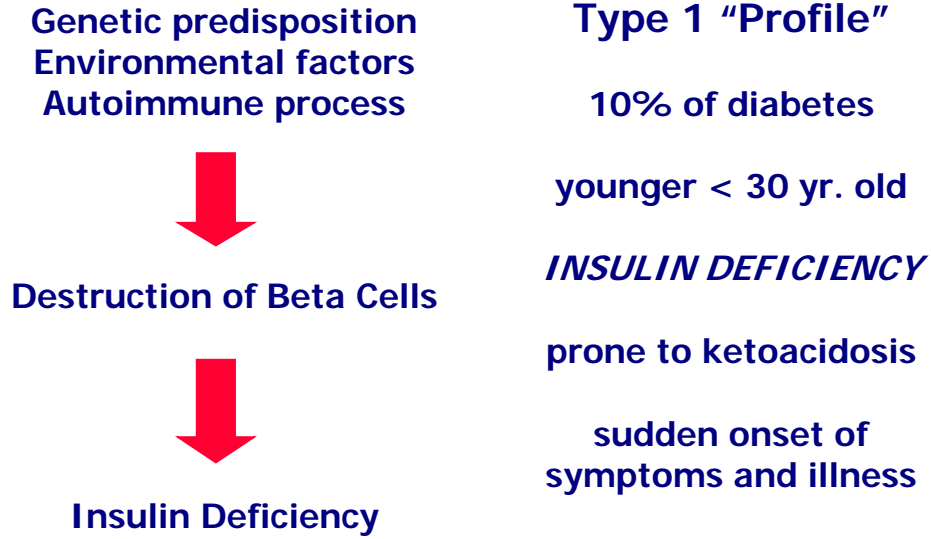 Genetic predisposition
Environmental factors
Autoimmune process
Destruction of Beta Cells
Insulin Deficiency
Type 1 “Profile”
10% of diabetes
younger < 30 yr. old
INSULIN DEFICIENCY
prone to ketoacidosis
sudden onset of
symptoms and illness